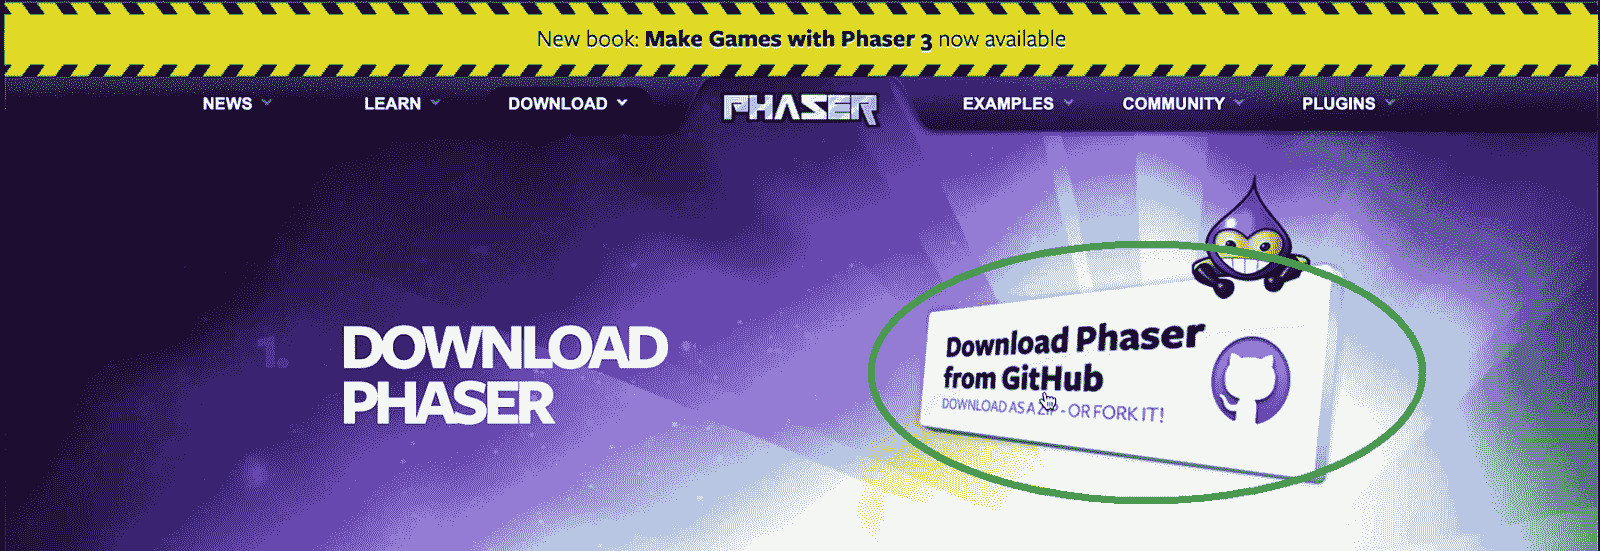 New book: Make Games with Phaser 3 now available
NEWS LEARN DOWNLOAD PHASER EXAMPLES COMMUNITY PLUGINS
1. DOWNLOAD
PHASER
Download Phaser
from GitHub
DOWNLOAD AS A ZIP - OR FORK IT!